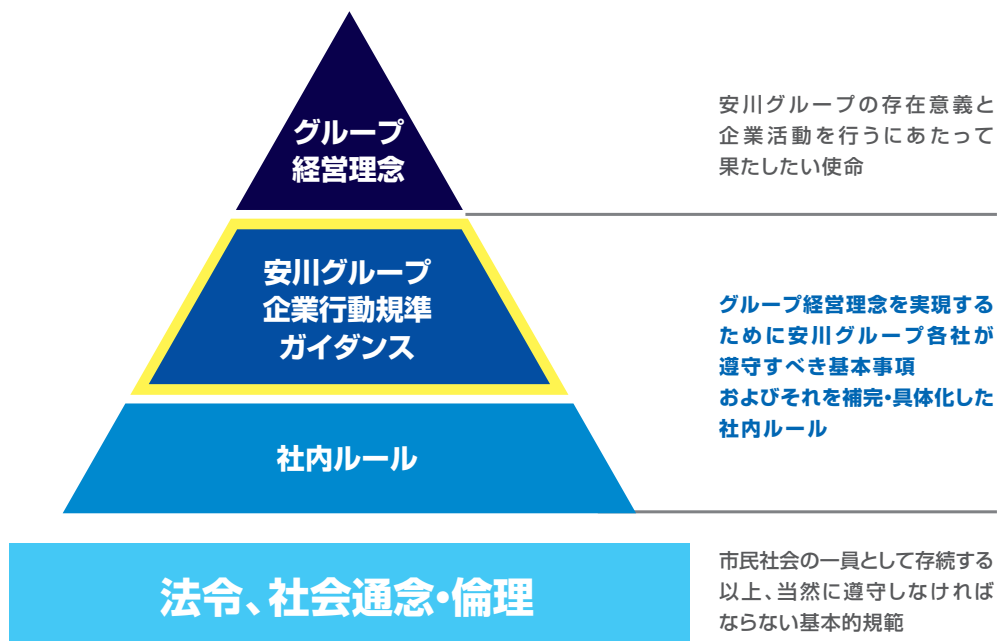 グループ
経営理念
安川グループの存在意義と
企業活動を行うにあたって
果たしたい使命
安川グループ
企業行動規準
ガイダンス
社内ルール
グループ経営理念を実現する
ために安川グループ各社が
遵守すべき基本事項
およびそれを補完・具体化した
社内ルール
法令、社会通念・倫理
市民社会の一員として存続する
以上、当然に遵守しなければ
ならない基本的規範